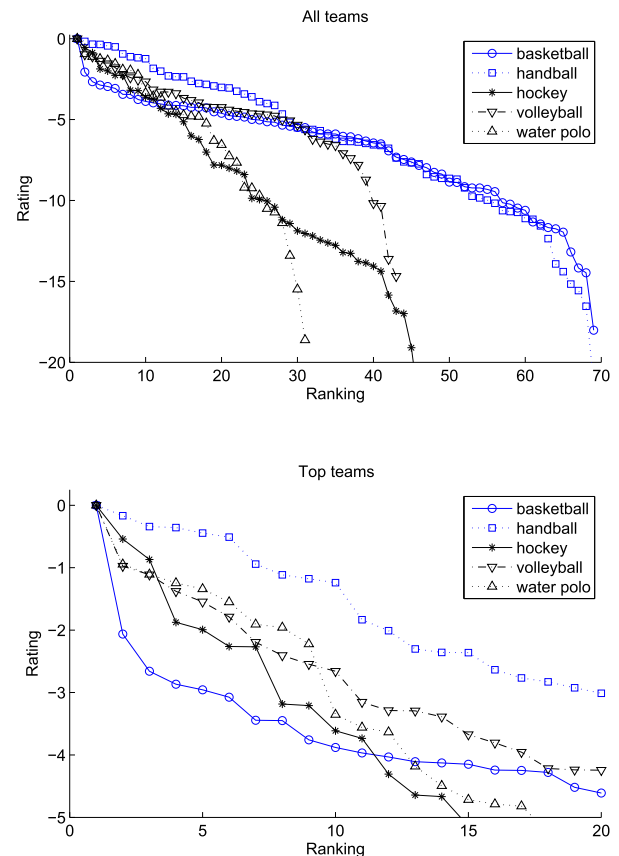 All teams
0
−5
−10
−15
−20
Rating
basketball
handball
hockey
volleyball
water polo
0 10 20 30 40 50 60 70
Ranking
Top teams
0
−1
−2
−3
−4
−5
Rating
basketball
handball
hockey
volleyball
water polo
0 5 10 15 20
Ranking